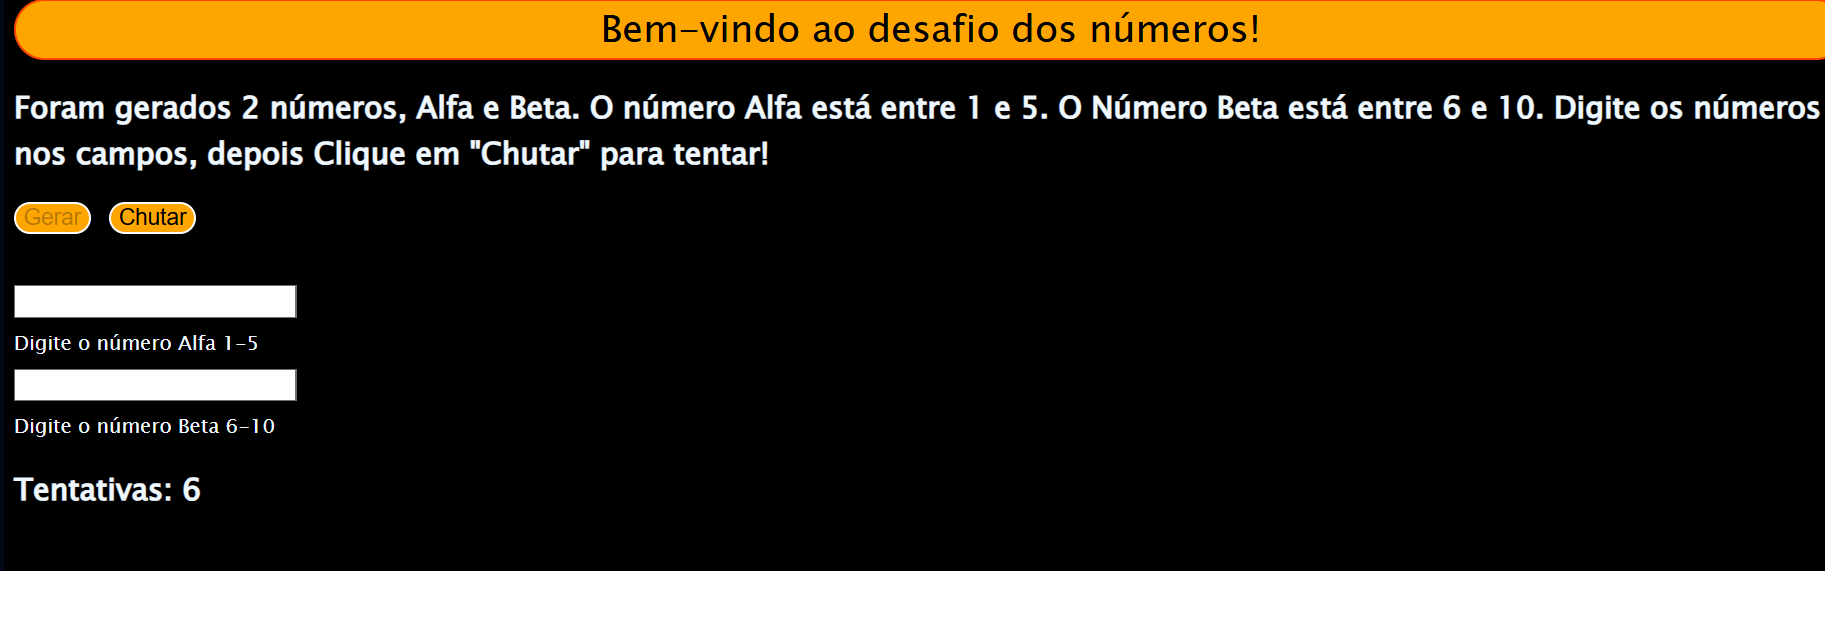 Bem-vindo ao desafio dos números!
Foram gerados 2 números, Alfa e Beta. O número Alfa está entre 1 e 5. O Número Beta está entre 6 e 10. Digite os números
nos campos, depois Clique em "Chutar" para tentar!
Gerar Chutar
Digite o número Alfa 1-5
Digite o número Beta 6-10
Tentativas: 6